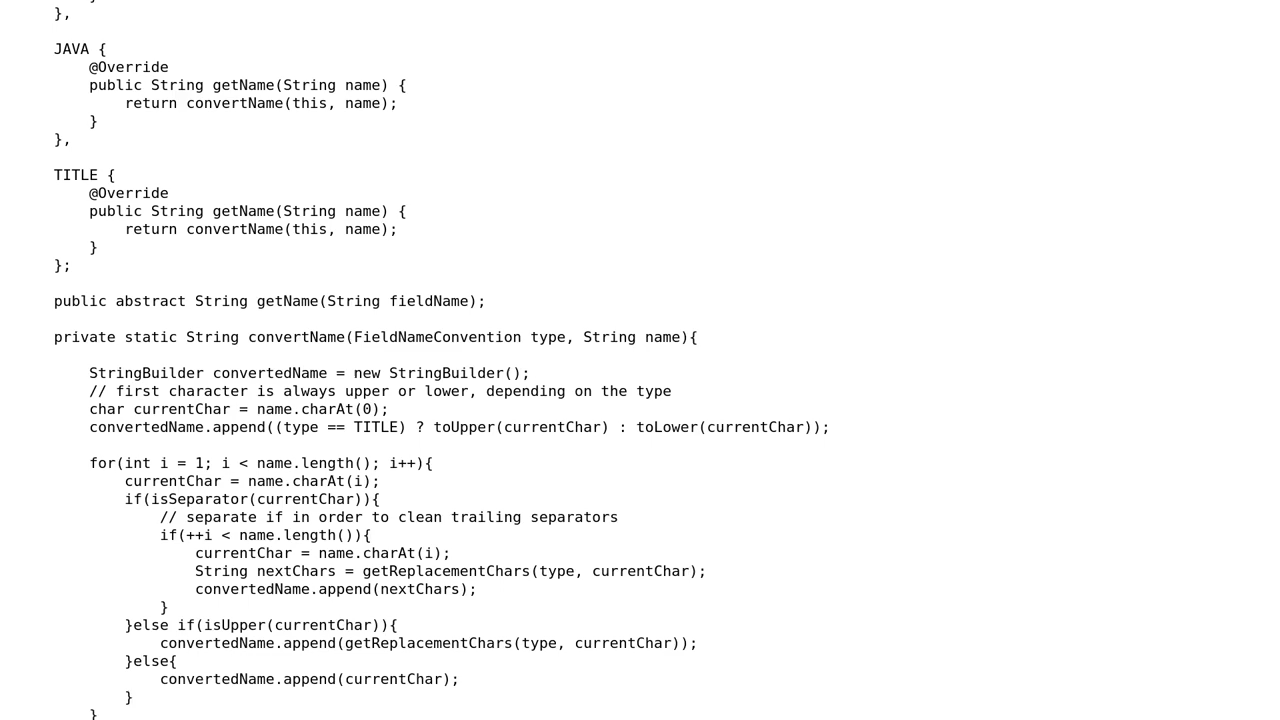 }
},

JAVA {
    @Override
    public String getName(String name) {
        return convertName(this, name);
    }
},

TITLE {
    @Override
    public String getName(String name) {
        return convertName(this, name);
    }
};

public abstract String getName(String fieldName);

private static String convertName(FieldNameConvention type, String name){

    StringBuilder convertedName = new StringBuilder();
    // first character is always upper or lower, depending on the type
    char currentChar = name.charAt(0);
    convertedName.append((type == TITLE) ? toUpper(currentChar) : toLower(currentChar));

    for(int i = 1; i < name.length(); i++){
        currentChar = name.charAt(i);
        if(isSeparator(currentChar)){
            // separate if in order to clean trailing separators
            if(++i < name.length()){
                currentChar = name.charAt(i);
                String nextChars = getReplacementChars(type, currentChar);
                convertedName.append(nextChars);
            }
        }else if(isUpper(currentChar)){
            convertedName.append(getReplacementChars(type, currentChar));
        }else{
            convertedName.append(currentChar);
        }
    }